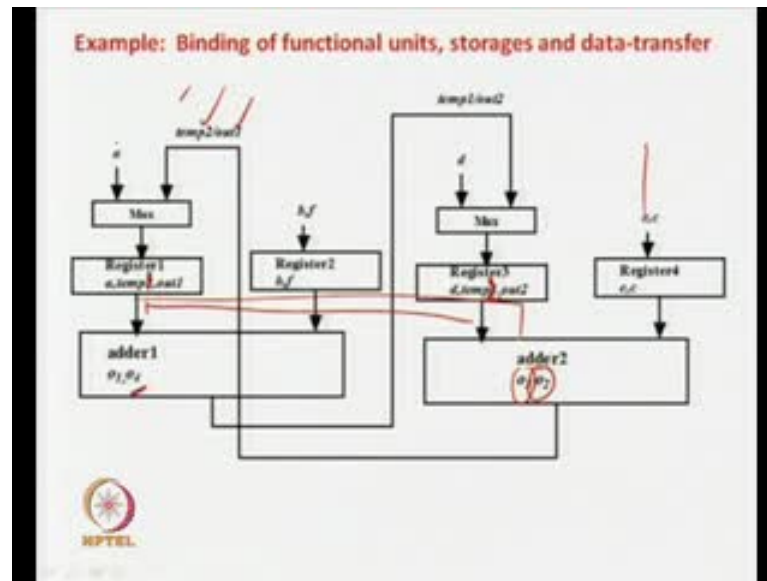 Example: Binding of functional units, storages and data-transfer
temp2/out1
temp1/out2
a
d
b,f
Mux
Mux
Register1
a,temp2,out1
Register2
b,f
Register3
d,temp1,out2
Register4
adder1
adder2
NPTEL